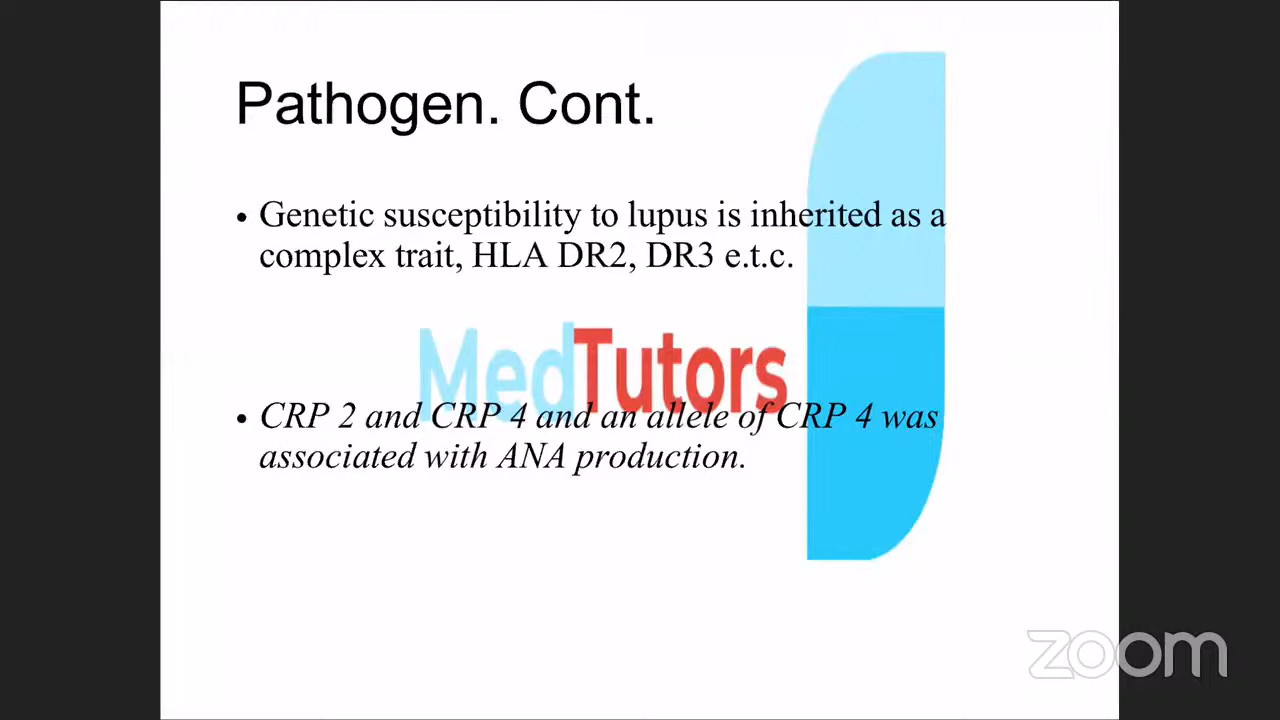 Pathogen. Cont.
• Genetic susceptibility to lupus is inherited as a
complex trait, HLA DR2, DR3 e.t.c.
MedTutors
• CRP 2 and CRP 4 and an allele of CRP 4 was
associated with ANA production.
zoom